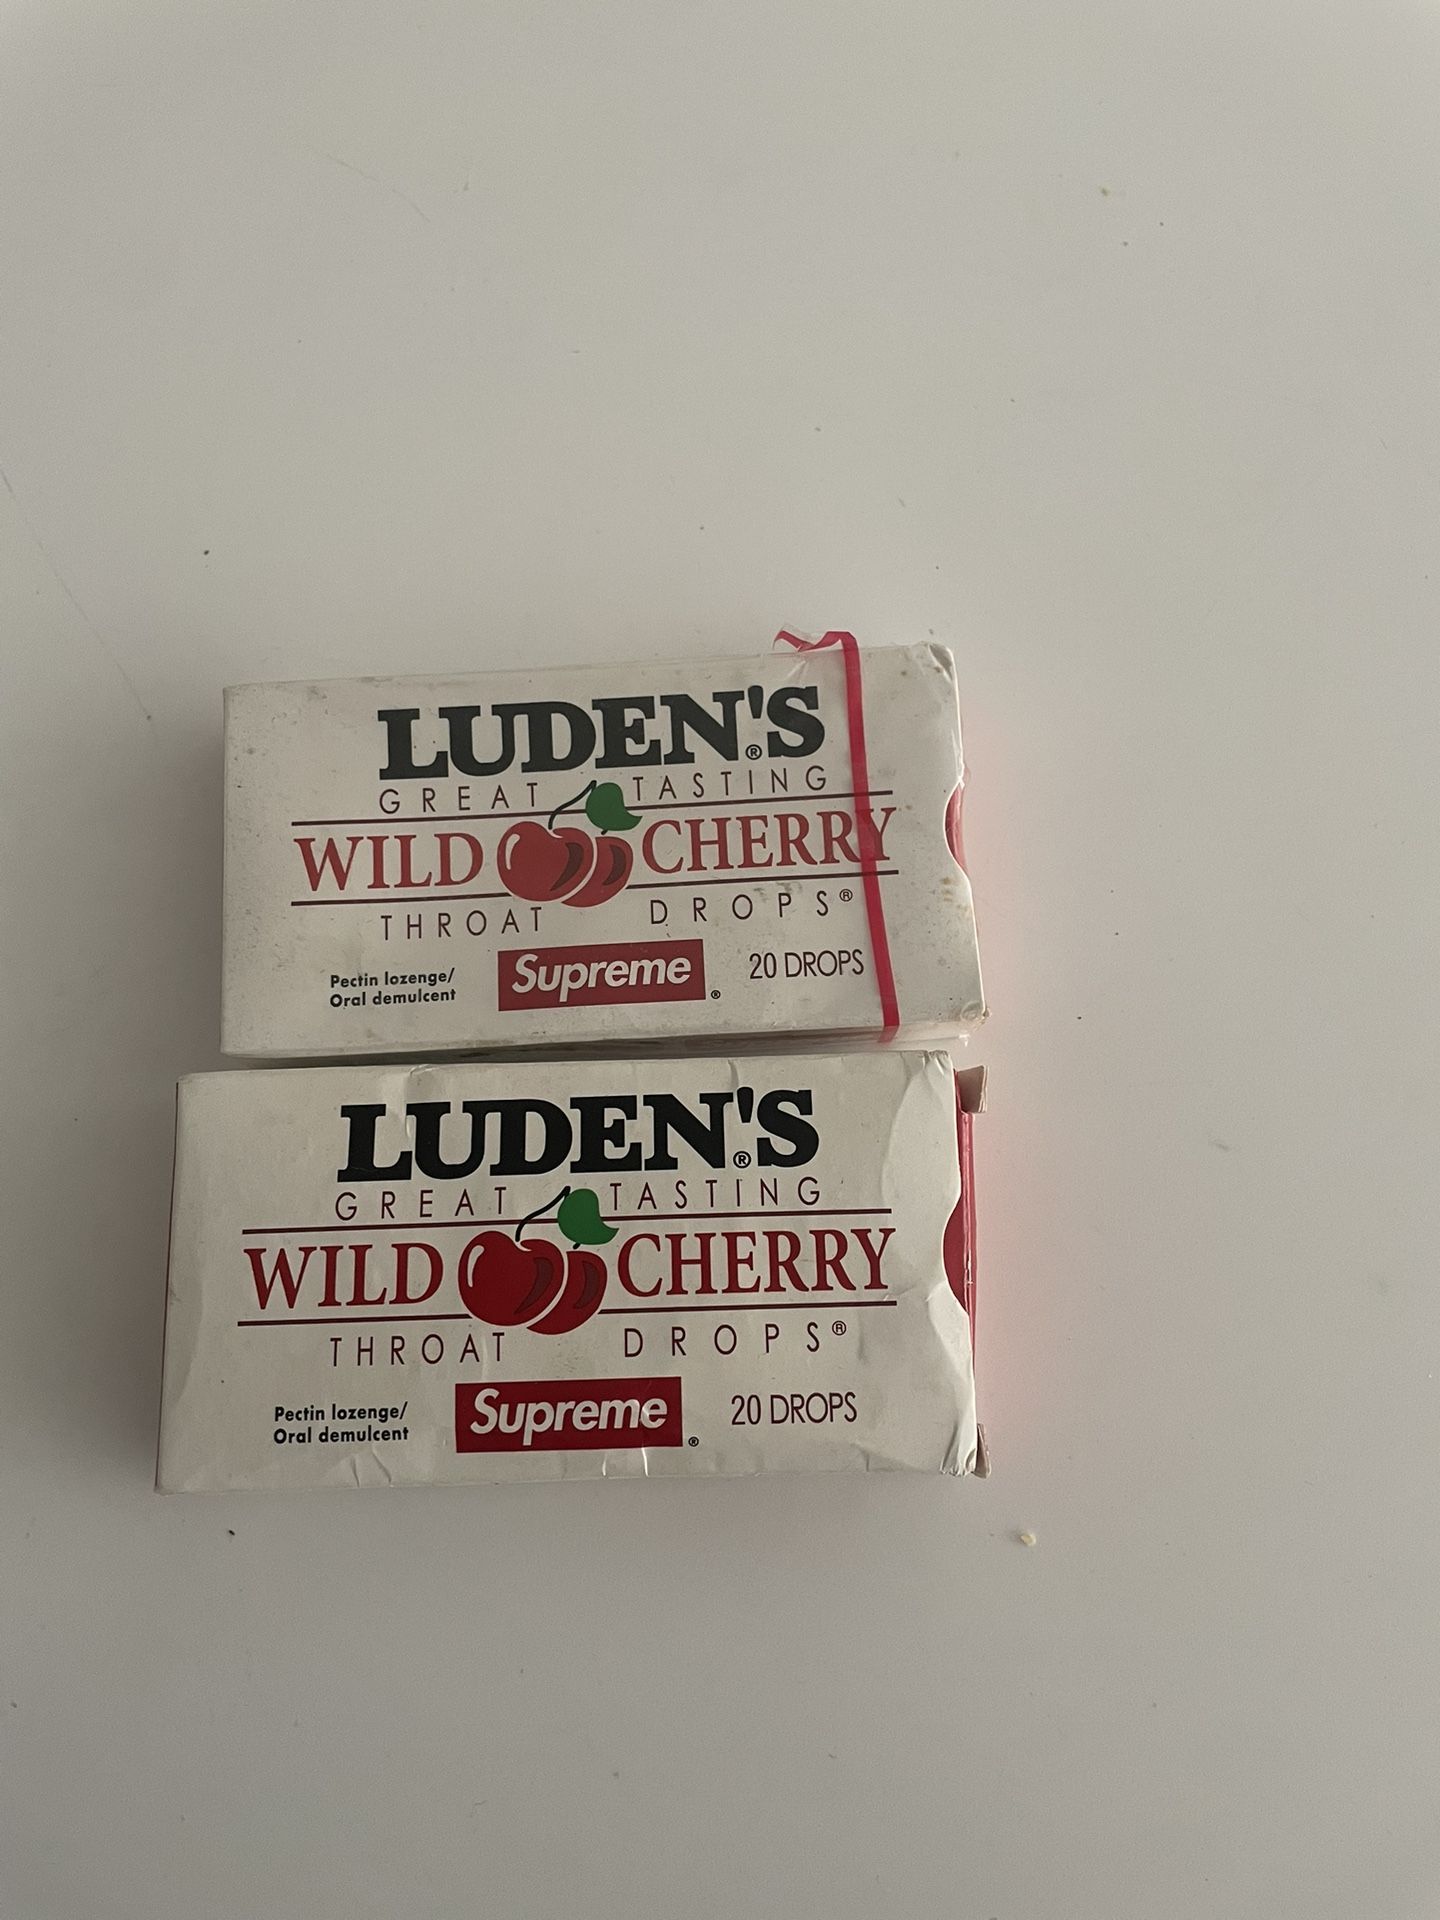 LUDEN'S®
GREAT TASTING
WILD CHERRY
THROAT DROPS®
Pectin lozenge/
Oral demulcent
Supreme®
20 DROPS
LUDEN'S®
GREAT TASTING
WILD CHERRY
THROAT DROPS®
Pectin lozenge/
Oral demulcent
Supreme®
20 DROPS